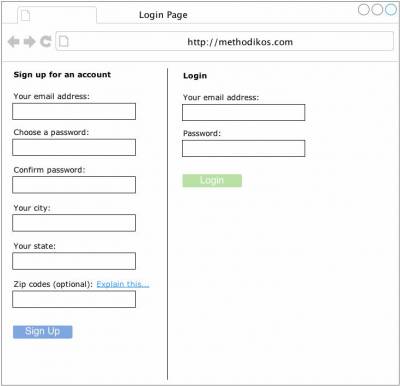 Login Page
http://methodikos.com
Sign up for an account
Your email address:
Choose a password:
Confirm password:
Your city:
Your state:
Zip codes (optional): Explain this...
Sign Up
Login
Your email address:
Password:
Login